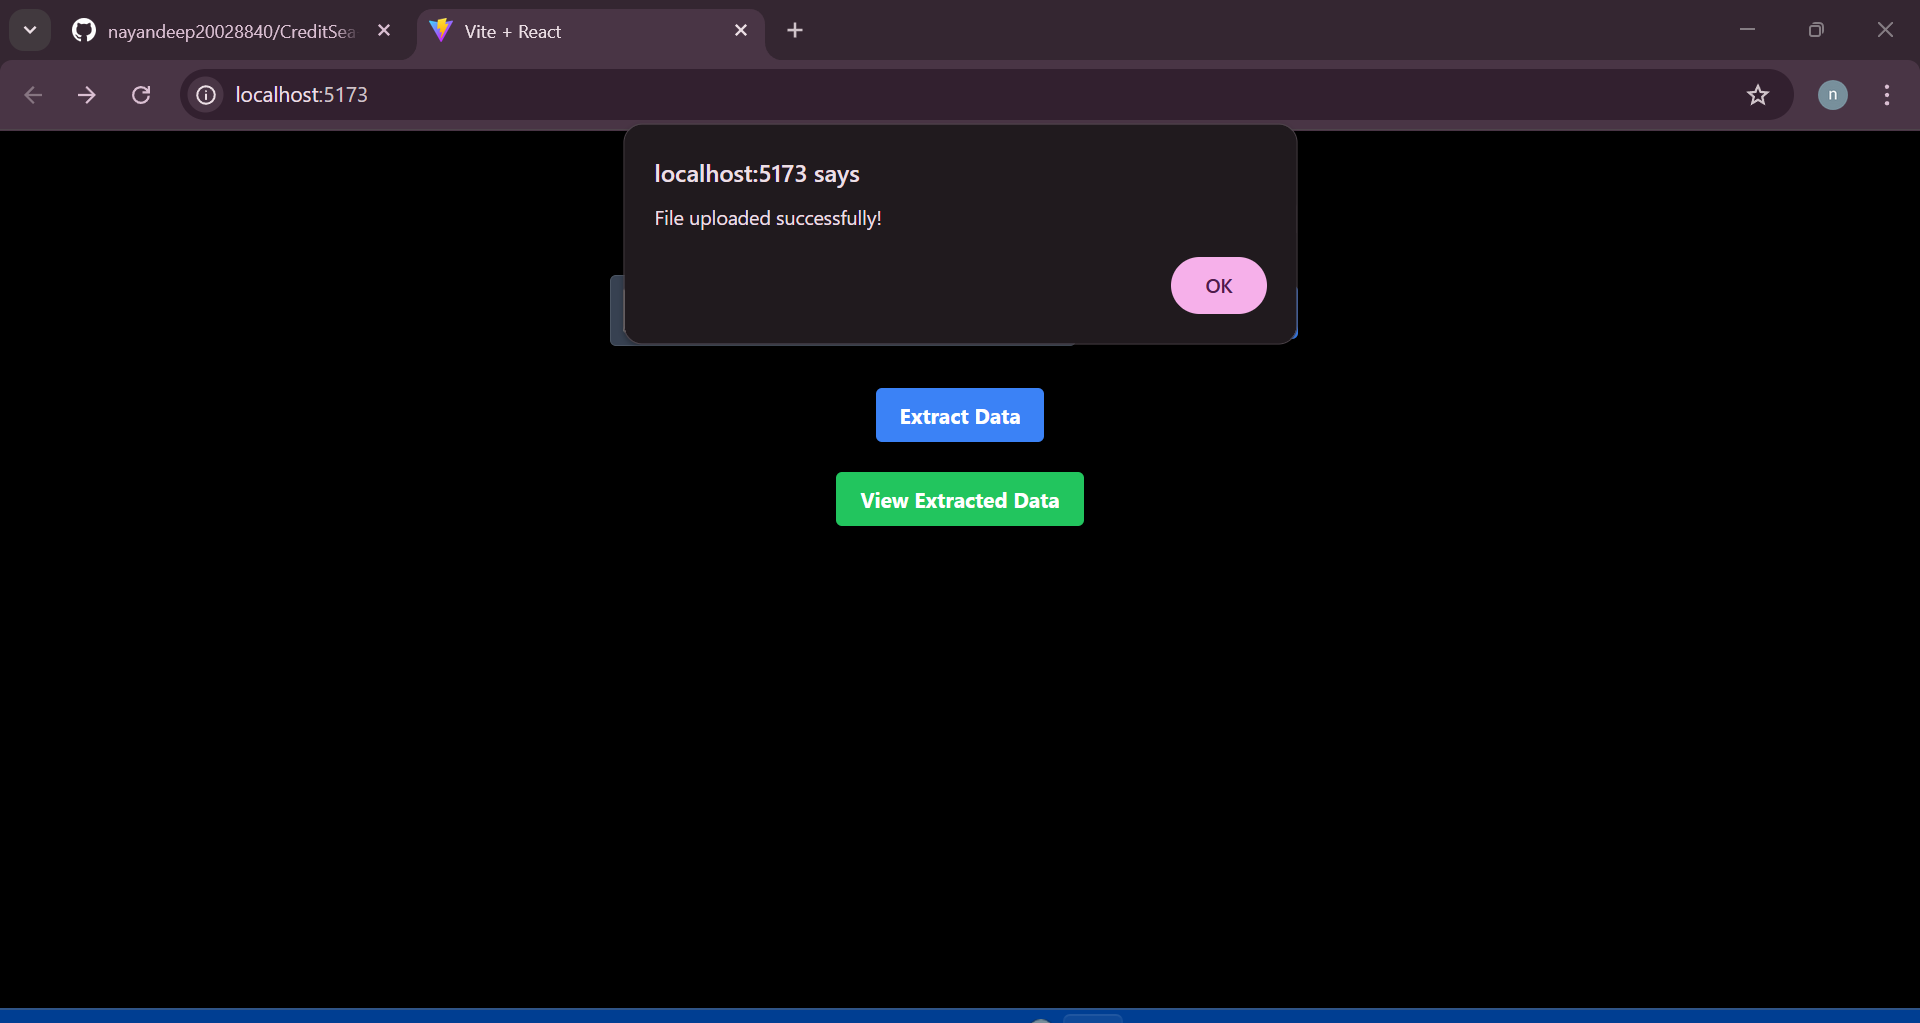 nayandeep20028840/CreditSea
Vite + React
localhost:5173
n
localhost:5173 says
File uploaded successfully!
OK
Extract Data
View Extracted Data